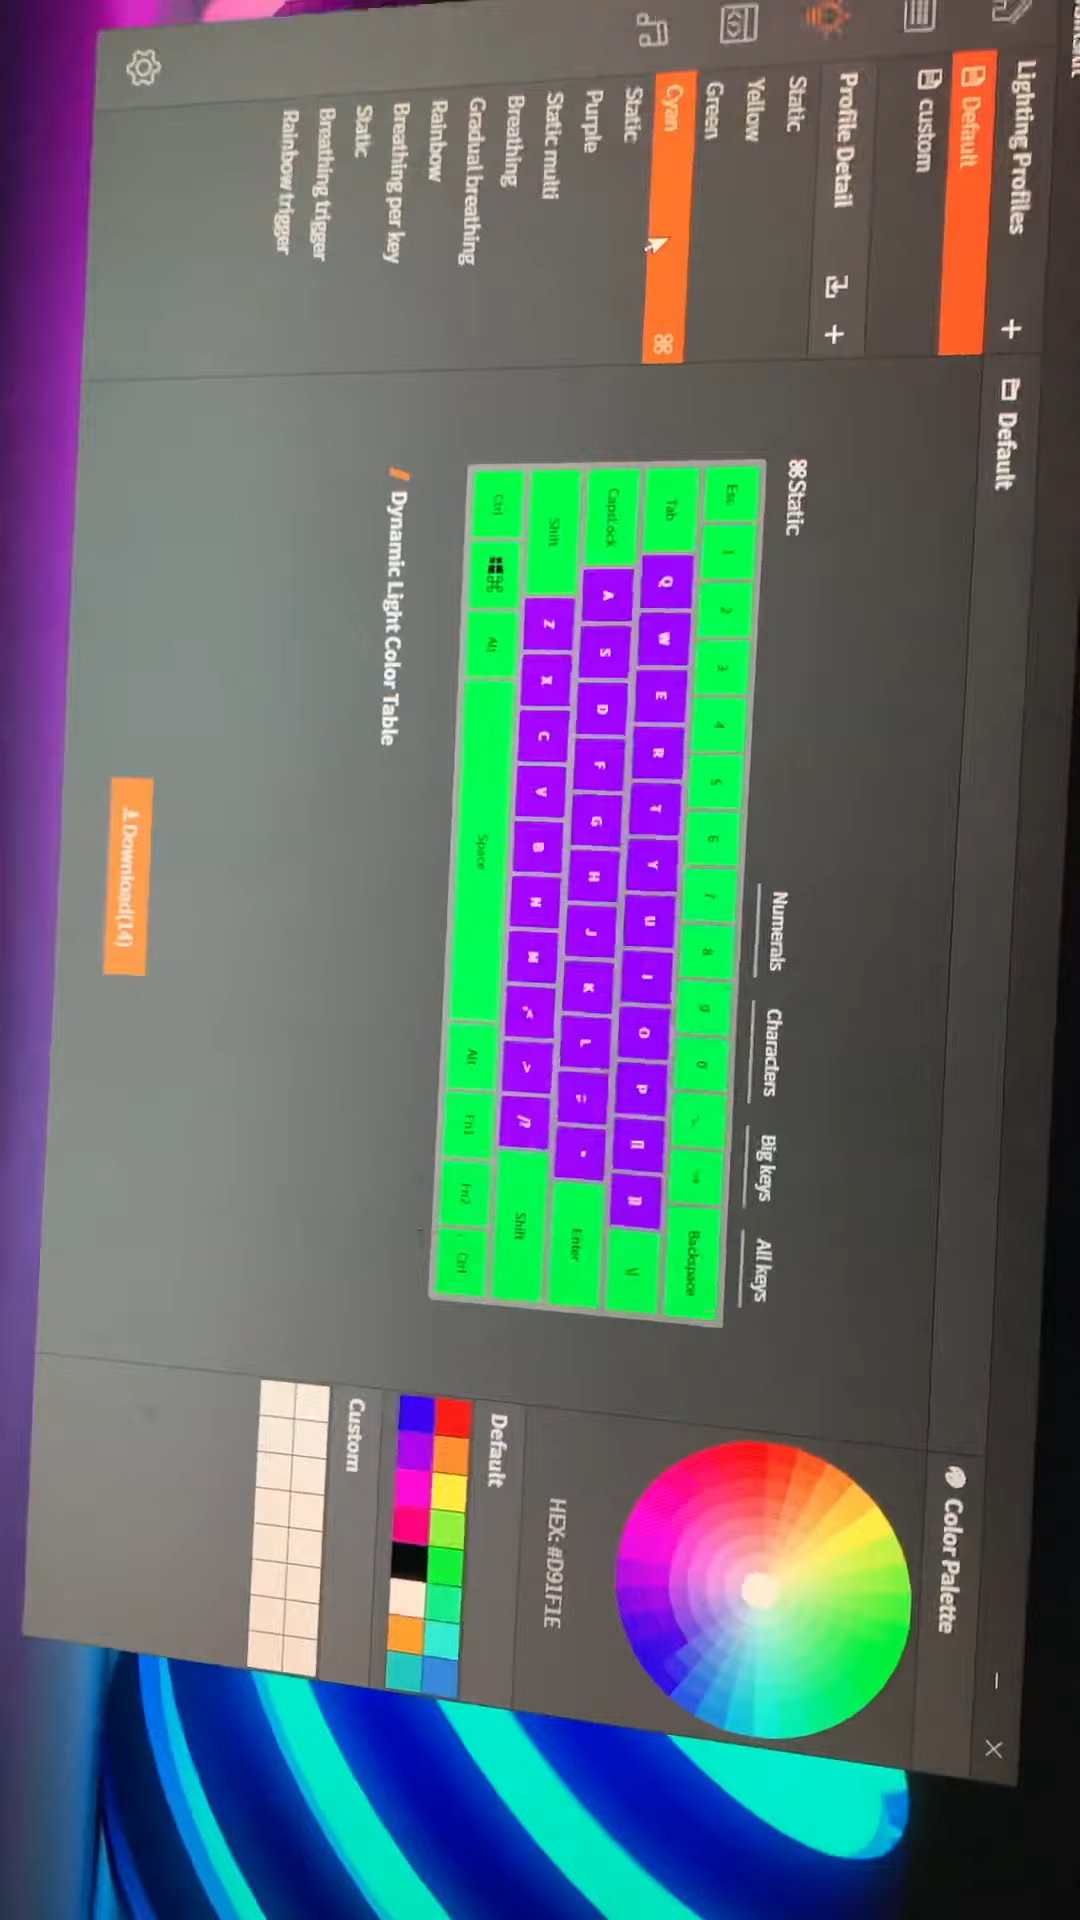 Lighting Profiles +
Default
custom
Profile Detail +
Static
Yellow
Green
Cyan
Static
Purple
Static multi
Breathing
Gradual breathing
Rainbow
Breathing per key
Static
Breathing trigger
Rainbow trigger
Default
Static
Numerals Characters Big keys All keys
Esc 1 2 3 4 5 6 7 8 9 0 Backspace
Tab Q W E R T Y U I O P
CapsLock A S D F G H J K L Enter
Shift Z X C V B N M Shift
Ctrl Alt Space Alt Fn1 Fn2 Ctrl
Dynamic Light Color Table
Download(14)
Color Palette
HEX: #D91F1E
Default
Custom